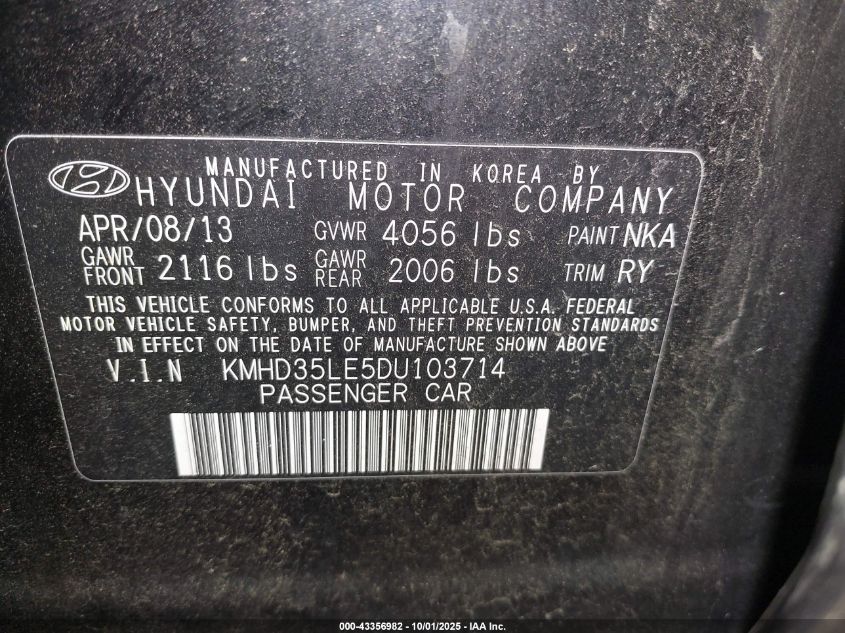 MANUFACTURED IN KOREA BY
HYUNDAI MOTOR COMPANY
APR/08/13 GVWR 4056 lbs PAINT NKA
GAWR FRONT 2116 lbs GAWR REAR 2006 lbs TRIM RY
THIS VEHICLE CONFORMS TO ALL APPLICABLE U.S.A. FEDERAL
MOTOR VEHICLE SAFETY, BUMPER, AND THEFT PREVENTION STANDARDS
IN EFFECT ON THE DATE OF MANUFACTURE SHOWN ABOVE
V.I.N KMHD35LE5DU103714
PASSENGER CAR
000-43356982 - 10/01/2025 - IAA Inc.